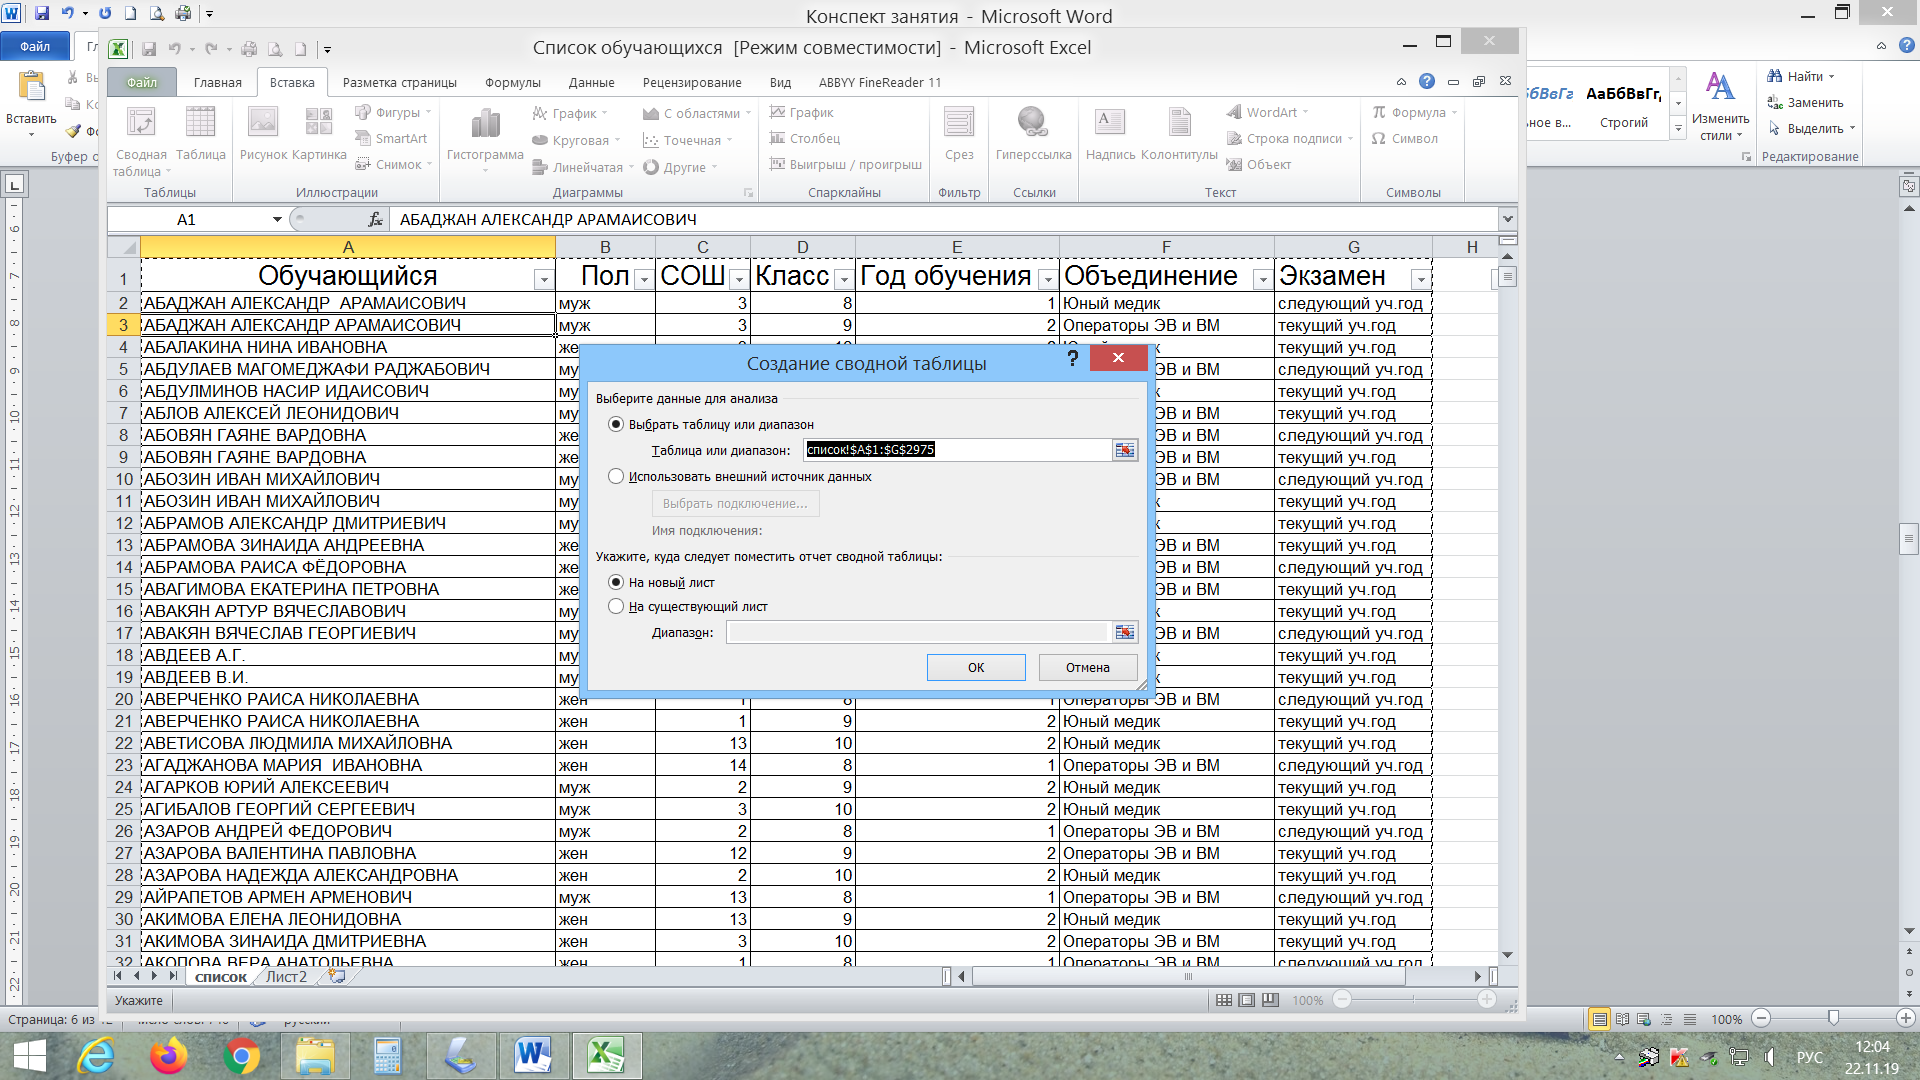 Конспект занятия - Microsoft Word
Список обучающихся [Режим совместимости] - Microsoft Excel
Файл
Файл Главная Вставка Разметка страницы Формулы Данные Рецензирование Вид ABBYY FineReader 11
Вставить
Буфер о
Сводная таблица
Таблица
Таблицы
Рисунок Картинка
Фигуры
SmartArt
Снимок
Иллюстрации
Гистограмма
График
Круговая
Линейчатая
С областями
Точечная
Другие
Диаграммы
График
Столбец
Выигрыш / проигрыш
Спарклайны
Срез
Фильтр
Гиперссылка
Ссылки
Надпись Колонтитулы
WordArt
Строка подписи
Объект
Текст
Формула
Символ
Символы
АаБбВвГг,
Строгий
Изменить стили
Найти
Заменить
Выделить
Редактирование
A1
АБАДЖАН АЛЕКСАНДР АРАМАИСОВИЧ
A B C D E F G H
1 Обучающийся Пол СОШ Класс Год обучения Объединение Экзамен
2 АБАДЖАН АЛЕКСАНДР АРАМАИСОВИЧ муж 3 8 1 Юный медик следующий уч.год
3 АБАДЖАН АЛЕКСАНДР АРАМАИСОВИЧ муж 3 9 2 Операторы ЭВ и ВМ текущий уч.год
4 АБАЛАКИНА НИНА ИВАНОВНА текущий уч.год
5 АБДУЛАЕВ МАГОМЕДЖАФИ РАДЖАБОВИЧ ЭВ и ВМ следующий уч.год
6 АБДУЛМИНОВ НАСИР ИДАИСОВИЧ текущий уч.год
7 АБЛОВ АЛЕКСЕЙ ЛЕОНИДОВИЧ ЭВ и ВМ текущий уч.год
8 АБОВЯН ГАЯНЕ ВАРДОВНА ЭВ и ВМ следующий уч.год
9 АБОВЯН ГАЯНЕ ВАРДОВНА ЭВ и ВМ текущий уч.год
10 АБОЗИН ИВАН МИХАЙЛОВИЧ ЭВ и ВМ следующий уч.год
11 АБОЗИН ИВАН МИХАЙЛОВИЧ текущий уч.год
12 АБРАМОВ АЛЕКСАНДР ДМИТРИЕВИЧ текущий уч.год
13 АБРАМОВА ЗИНАИДА АНДРЕЕВНА ЭВ и ВМ текущий уч.год
14 АБРАМОВА РАИСА ФЁДОРОВНА ЭВ и ВМ следующий уч.год
15 АВАГИМОВА ЕКАТЕРИНА ПЕТРОВНА ЭВ и ВМ текущий уч.год
16 АВАКЯН АРТУР ВЯЧЕСЛАВОВИЧ текущий уч.год
17 АВАКЯН ВЯЧЕСЛАВ ГЕОРГИЕВИЧ ЭВ и ВМ следующий уч.год
18 АВДЕЕВ А.Г. текущий уч.год
19 АВДЕЕВ В.И. текущий уч.год
20 АВЕРЧЕНКО РАИСА НИКОЛАЕВНА жен 1 8 1 Операторы ЭВ и ВМ следующий уч.год
21 АВЕРЧЕНКО РАИСА НИКОЛАЕВНА жен 1 9 2 Юный медик текущий уч.год
22 АВЕТИСОВА ЛЮДМИЛА МИХАЙЛОВНА жен 13 10 2 Юный медик текущий уч.год
23 АГАДЖАНОВА МАРИЯ ИВАНОВНА жен 14 8 1 Операторы ЭВ и ВМ следующий уч.год
24 АГАРКОВ ЮРИЙ АЛЕКСЕЕВИЧ муж 2 9 2 Юный медик текущий уч.год
25 АГИБАЛОВ ГЕОРГИЙ СЕРГЕЕВИЧ муж 3 10 2 Юный медик текущий уч.год
26 АЗАРОВ АНДРЕЙ ФЕДОРОВИЧ муж 2 8 1 Операторы ЭВ и ВМ следующий уч.год
27 АЗАРОВА ВАЛЕНТИНА ПАВЛОВНА жен 12 9 2 Операторы ЭВ и ВМ текущий уч.год
28 АЗАРОВА НАДЕЖДА АЛЕКСАНДРОВНА жен 2 10 2 Юный медик текущий уч.год
29 АЙРАПЕТОВ АРМЕН АРМЕНОВИЧ муж 13 8 1 Операторы ЭВ и ВМ следующий уч.год
30 АКИМОВА ЕЛЕНА ЛЕОНИДОВНА жен 13 9 2 Юный медик текущий уч.год
31 АКИМОВА ЗИНАИДА ДМИТРИЕВНА жен 3 10 2 Операторы ЭВ и ВМ текущий уч.год
32 АКОПОВА ВЕРА АНАТОЛЬЕВНА жен 1 8 1 Операторы ЭВ и ВМ следующий уч.год
Создание сводной таблицы
Выберите данные для анализа
Выбрать таблицу или диапазон
Таблица или диапазон: список!$A$1:$G$2975
Использовать внешний источник данных
Выбрать подключение...
Имя подключения:
Укажите, куда следует поместить отчет сводной таблицы:
На новый лист
На существующий лист
Диапазон:
ОК Отмена
список Лист2
Укажите 100%
Страница: 6 из 100%
РУС 12:04
22.11.19